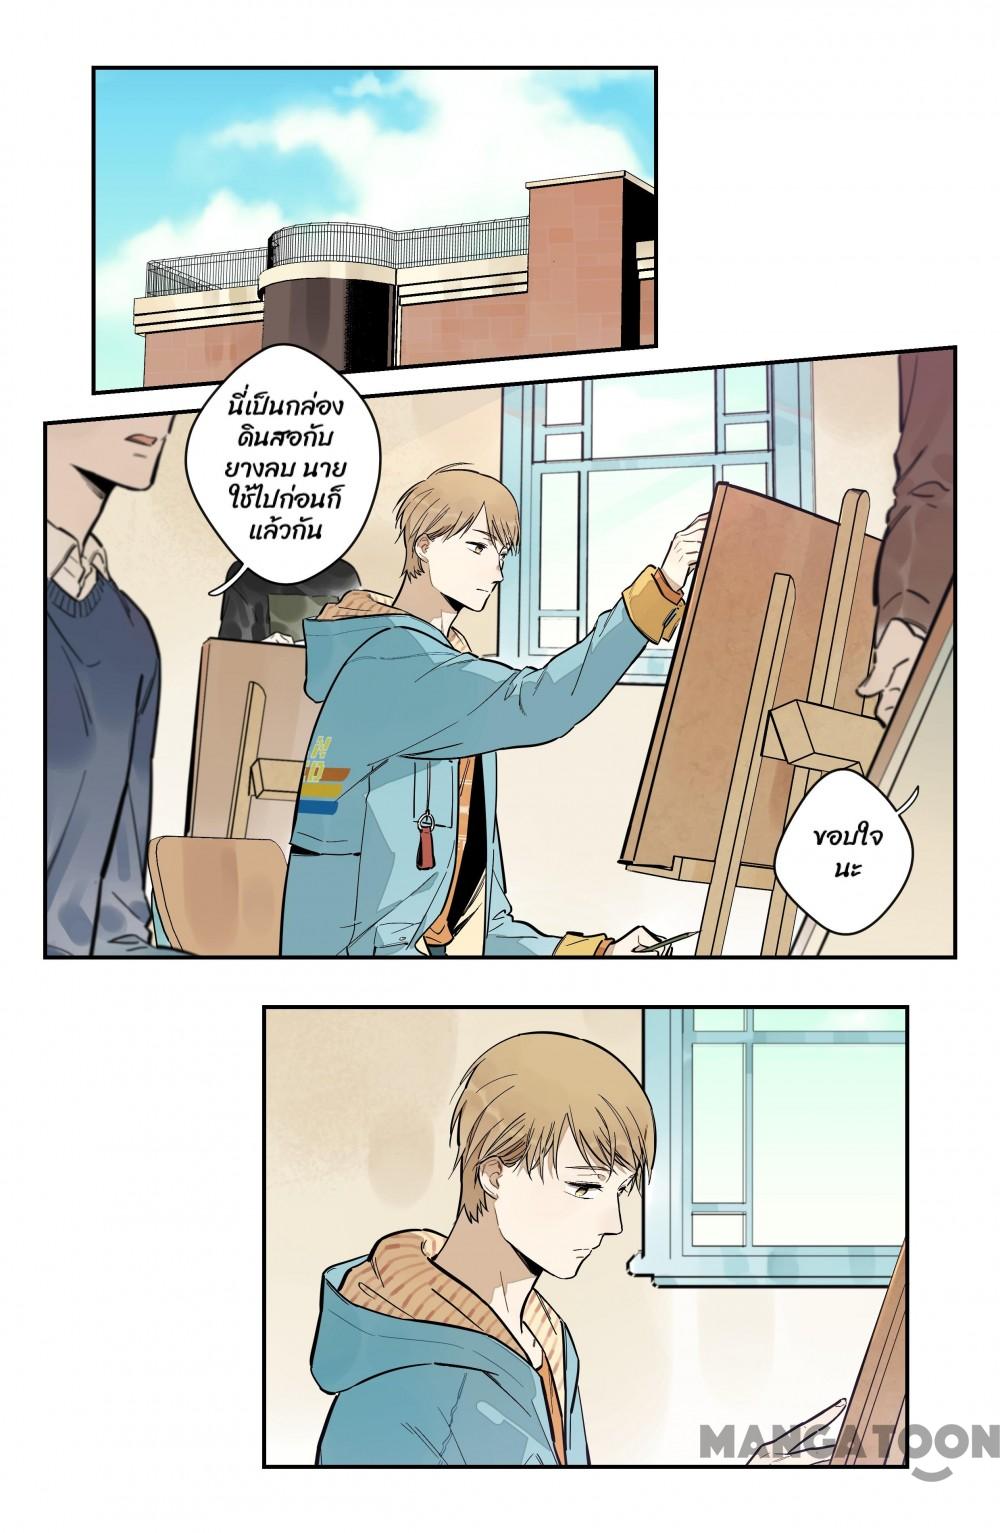 นี่เป็นกล่อง
ดินสอกับ
ยางลบ นาย
ใช้ไปก่อนก็
แล้วกัน
ขอบใจ
นะ
MANGATOON